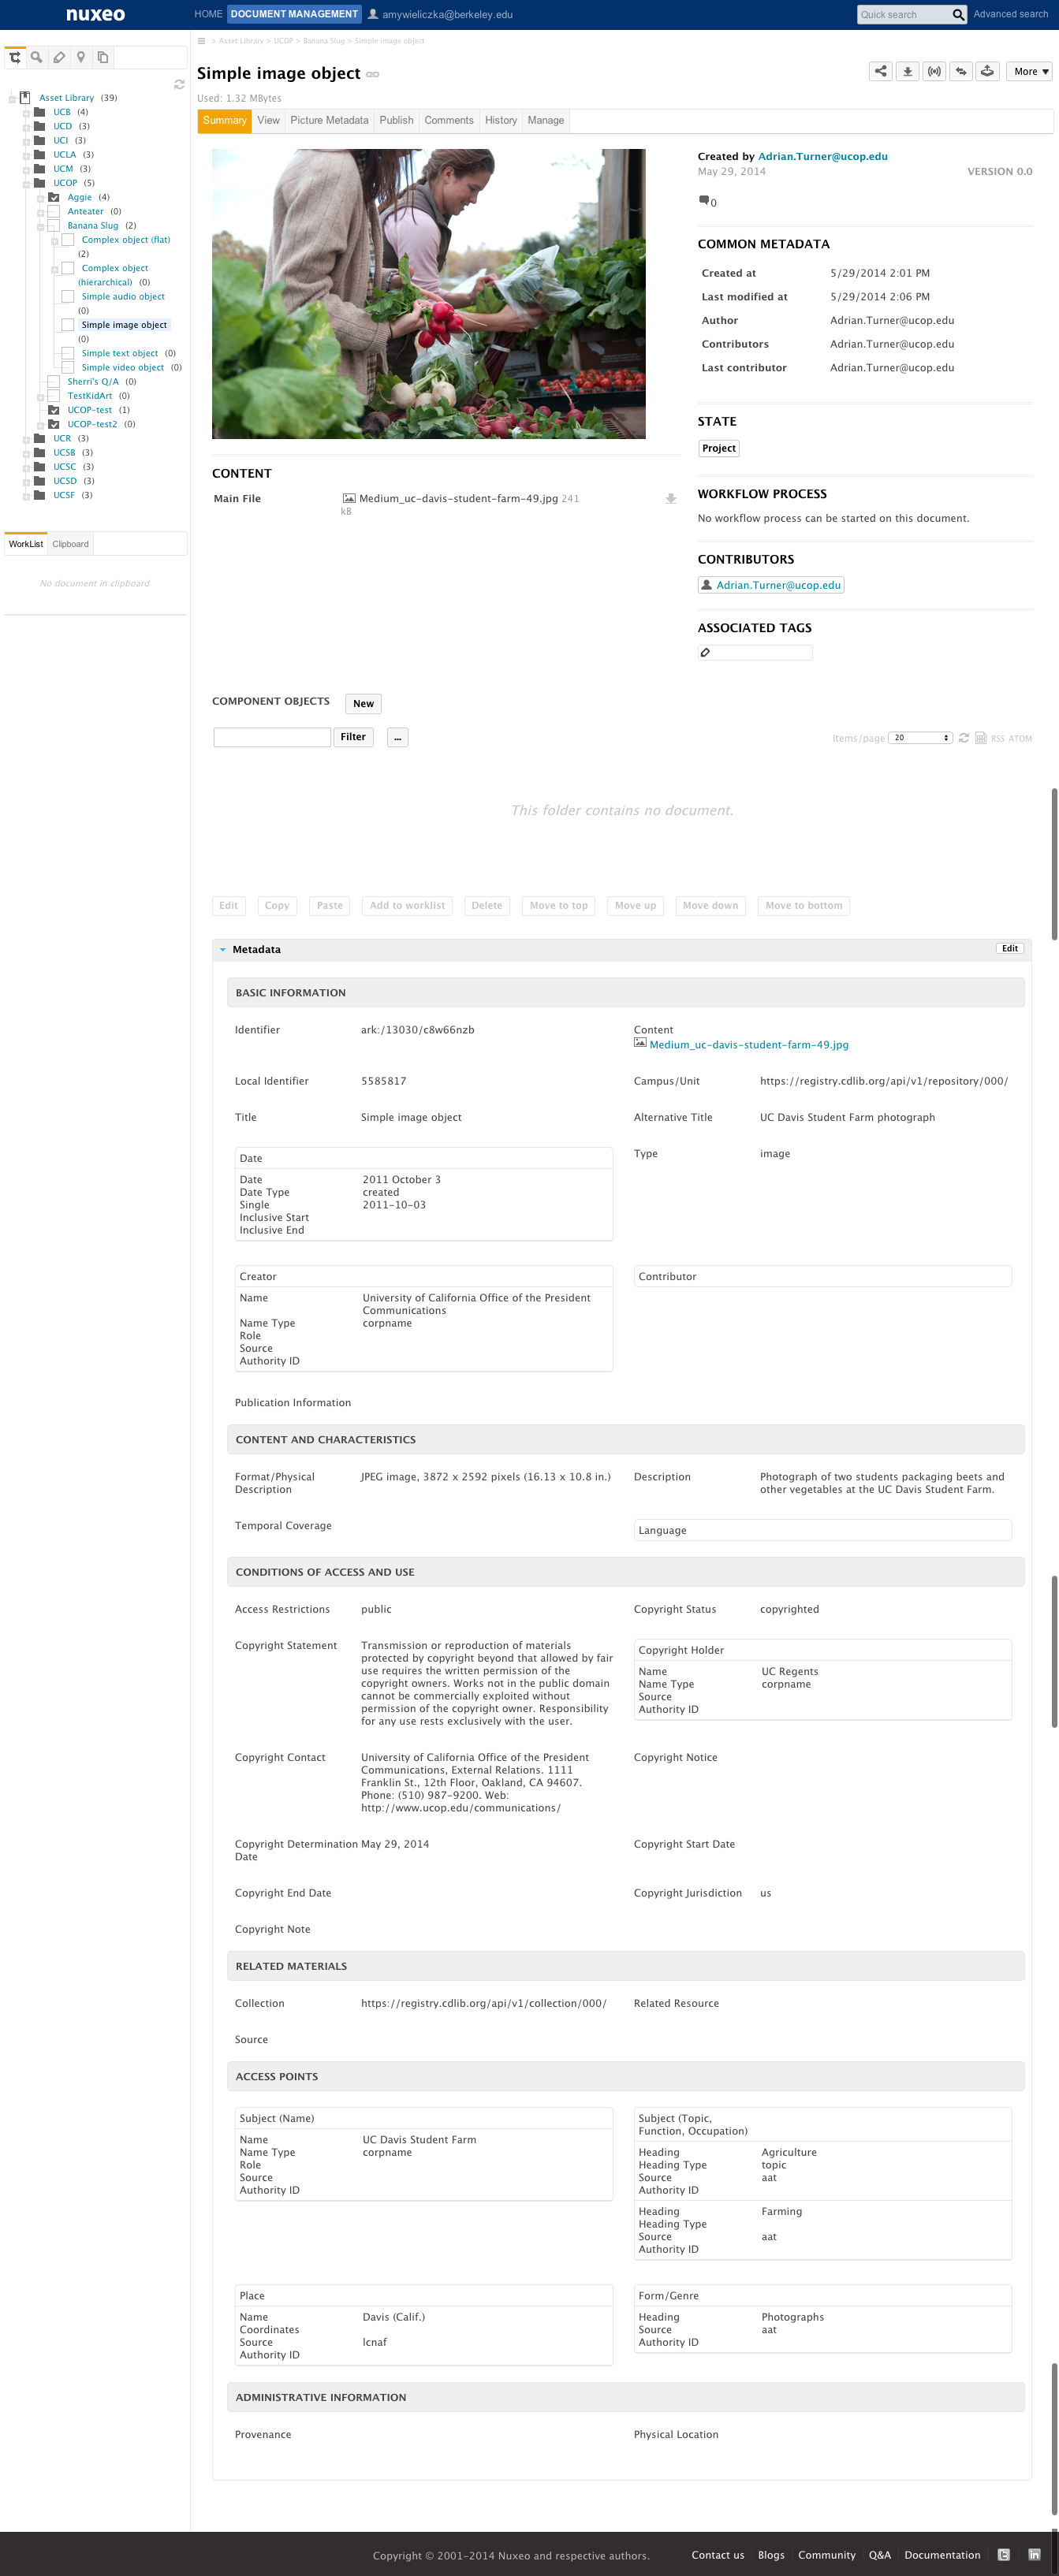 nuxeo
HOME DOCUMENT MANAGEMENT amywieliczka@berkeley.edu Quick search Advanced search
> Asset Library > UCOP > Banana Slug > Simple image object
Simple image object
More
Used: 1.32 MBytes
Summary View Picture Metadata Publish Comments History Manage
Asset Library (39)
UCB (4)
UCD (3)
UCI (3)
UCLA (3)
UCM (3)
UCOP (5)
Aggie (4)
Anteater (0)
Banana Slug (2)
Complex object (flat)
(2)
Complex object
(hierarchical) (0)
Simple audio object
(0)
Simple image object
(0)
Simple text object (0)
Simple video object (0)
Sherri's Q/A (0)
TestKidArt (0)
UCOP-test (1)
UCOP-test2 (0)
UCR (3)
UCSB (3)
UCSC (3)
UCSD (3)
UCSF (3)
WorkList Clipboard
No document in clipboard
CONTENT
Main File Medium_uc-davis-student-farm-49.jpg 241
kB
Created by Adrian.Turner@ucop.edu
May 29, 2014 VERSION 0.0
0
COMMON METADATA
Created at 5/29/2014 2:01 PM
Last modified at 5/29/2014 2:06 PM
Author Adrian.Turner@ucop.edu
Contributors Adrian.Turner@ucop.edu
Last contributor Adrian.Turner@ucop.edu
STATE
Project
WORKFLOW PROCESS
No workflow process can be started on this document.
CONTRIBUTORS
Adrian.Turner@ucop.edu
ASSOCIATED TAGS
COMPONENT OBJECTS New
Filter ... Items/page 20 RSS ATOM
This folder contains no document.
Edit Copy Paste Add to worklist Delete Move to top Move up Move down Move to bottom
Metadata Edit
BASIC INFORMATION
Identifier ark:/13030/c8w66nzb Content
Medium_uc-davis-student-farm-49.jpg
Local Identifier 5585817 Campus/Unit https://registry.cdlib.org/api/v1/repository/000/
Title Simple image object Alternative Title UC Davis Student Farm photograph
Date
Date 2011 October 3
Date Type created
Single 2011-10-03
Inclusive Start
Inclusive End
Type image
Creator
Name University of California Office of the President
Communications
Name Type corpname
Role
Source
Authority ID
Contributor
Publication Information
CONTENT AND CHARACTERISTICS
Format/Physical JPEG image, 3872 x 2592 pixels (16.13 x 10.8 in.)
Description
Description Photograph of two students packaging beets and
other vegetables at the UC Davis Student Farm.
Temporal Coverage
Language
CONDITIONS OF ACCESS AND USE
Access Restrictions public Copyright Status copyrighted
Copyright Statement Transmission or reproduction of materials
protected by copyright beyond that allowed by fair
use requires the written permission of the
copyright owners. Works not in the public domain
cannot be commercially exploited without
permission of the copyright owner. Responsibility
for any use rests exclusively with the user.
Copyright Holder
Name UC Regents
Name Type corpname
Source
Authority ID
Copyright Contact University of California Office of the President
Communications, External Relations. 1111
Franklin St., 12th Floor, Oakland, CA 94607.
Phone: (510) 987-9200. Web:
http://www.ucop.edu/communications/
Copyright Notice
Copyright Determination May 29, 2014
Date
Copyright Start Date
Copyright End Date Copyright Jurisdiction us
Copyright Note
RELATED MATERIALS
Collection https://registry.cdlib.org/api/v1/collection/000/ Related Resource
Source
ACCESS POINTS
Subject (Name)
Name UC Davis Student Farm
Name Type corpname
Role
Source
Authority ID
Subject (Topic,
Function, Occupation)
Heading Agriculture
Heading Type topic
Source aat
Authority ID
Heading Farming
Heading Type
Source aat
Authority ID
Place
Name Davis (Calif.)
Coordinates
Source lcnaf
Authority ID
Form/Genre
Heading Photographs
Source aat
Authority ID
ADMINISTRATIVE INFORMATION
Provenance Physical Location
Copyright © 2001-2014 Nuxeo and respective authors. Contact us Blogs Community Q&A Documentation